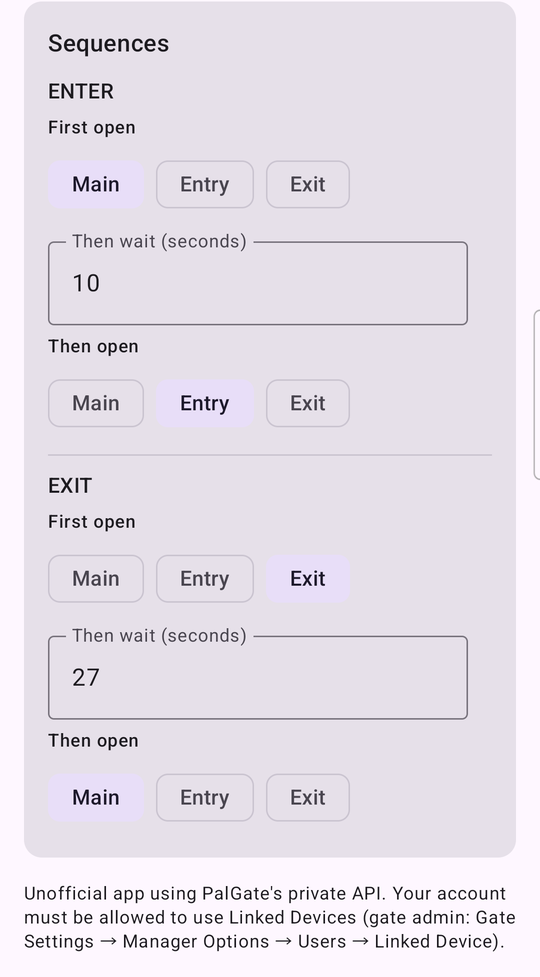 Sequences
ENTER
First open
Main Entry Exit
Then wait (seconds)
10
Then open
Main Entry Exit
EXIT
First open
Main Entry Exit
Then wait (seconds)
27
Then open
Main Entry Exit
Unofficial app using PalGate's private API. Your account
must be allowed to use Linked Devices (gate admin: Gate
Settings → Manager Options → Users → Linked Device).